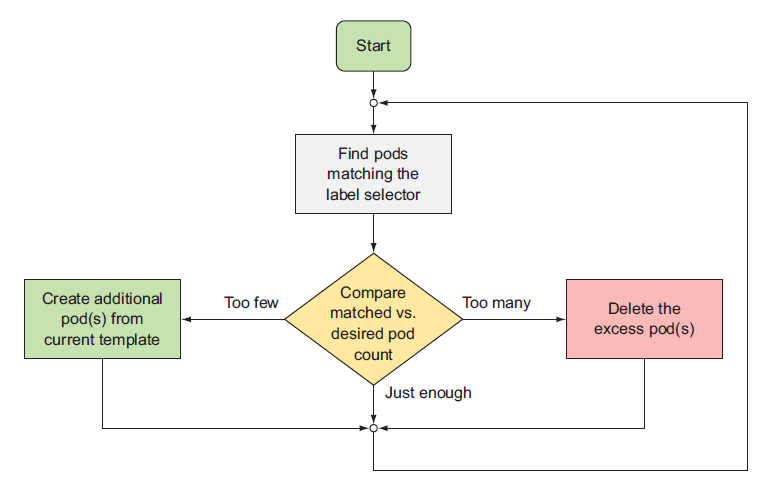 Start
Find pods
matching the
label selector
Too few
Compare
matched vs.
desired pod
count
Too many
Create additional
pod(s) from
current template
Delete the
excess pod(s)
Just enough